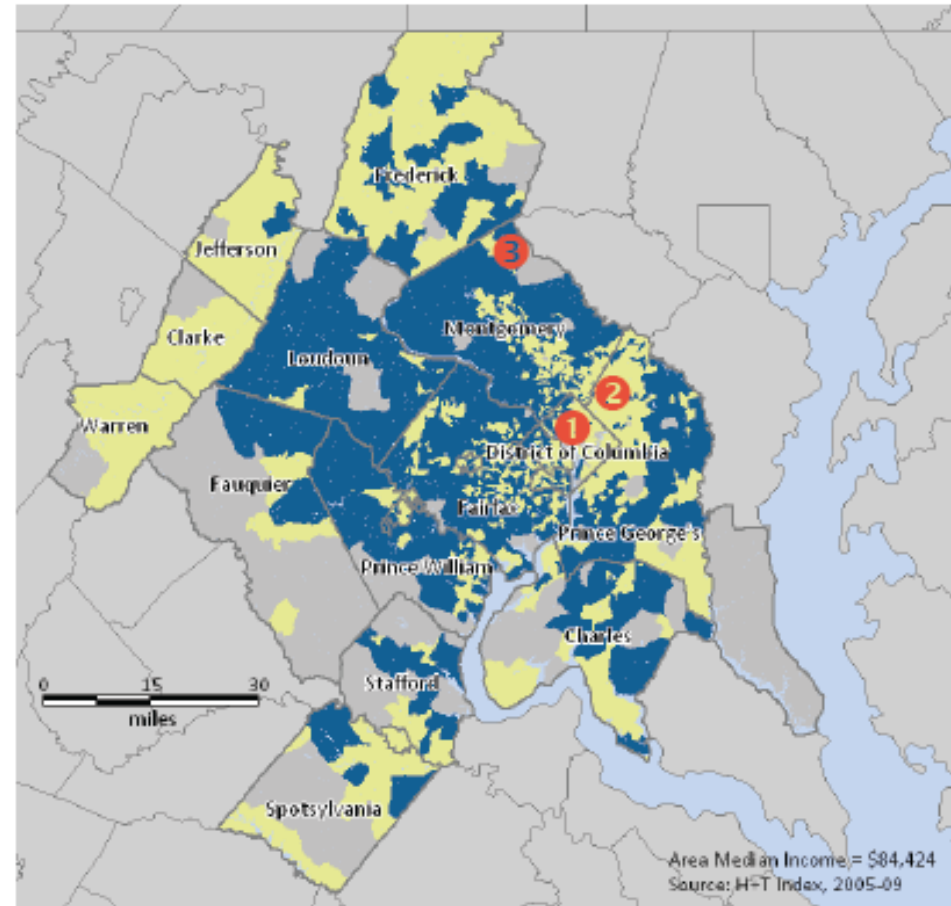 Frederick
3
Jefferson
Montgomery
Clarke
Loudoun
2
Warren
1
District of Columbia
Fauquier
Fairfax
Prince George's
Prince William
Charles
Stafford
0 15 30
miles
Spotsylvania
Area Median Income = $84,424
Source: H+T Index, 2005-09